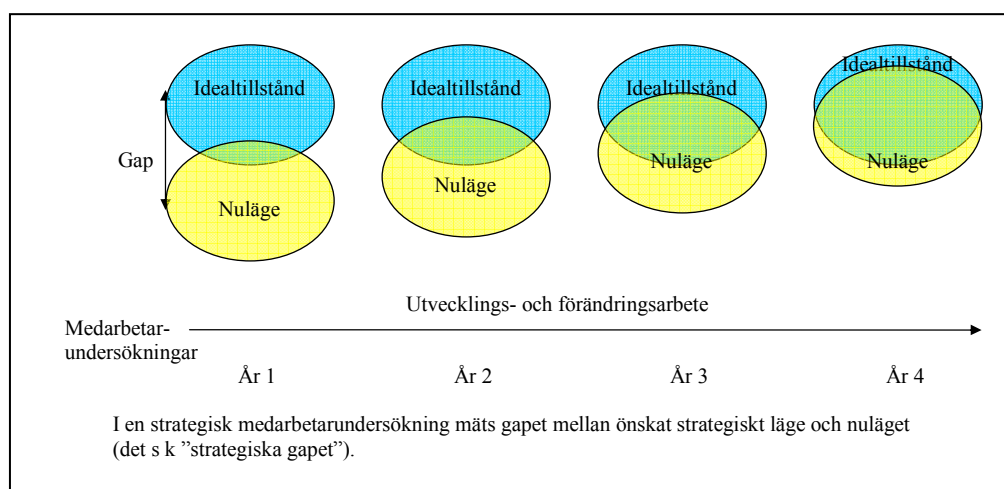 Idealtillstånd Idealtillstånd Idealtillstånd Idealtillstånd
Gap
Nuläge Nuläge Nuläge Nuläge
Utvecklings- och förändringsarbete
Medarbetar-
undersökningar
År 1 År 2 År 3 År 4
I en strategisk medarbetarundersökning mäts gapet mellan önskat strategiskt läge och nuläget
(det s k ”strategiska gapet”).